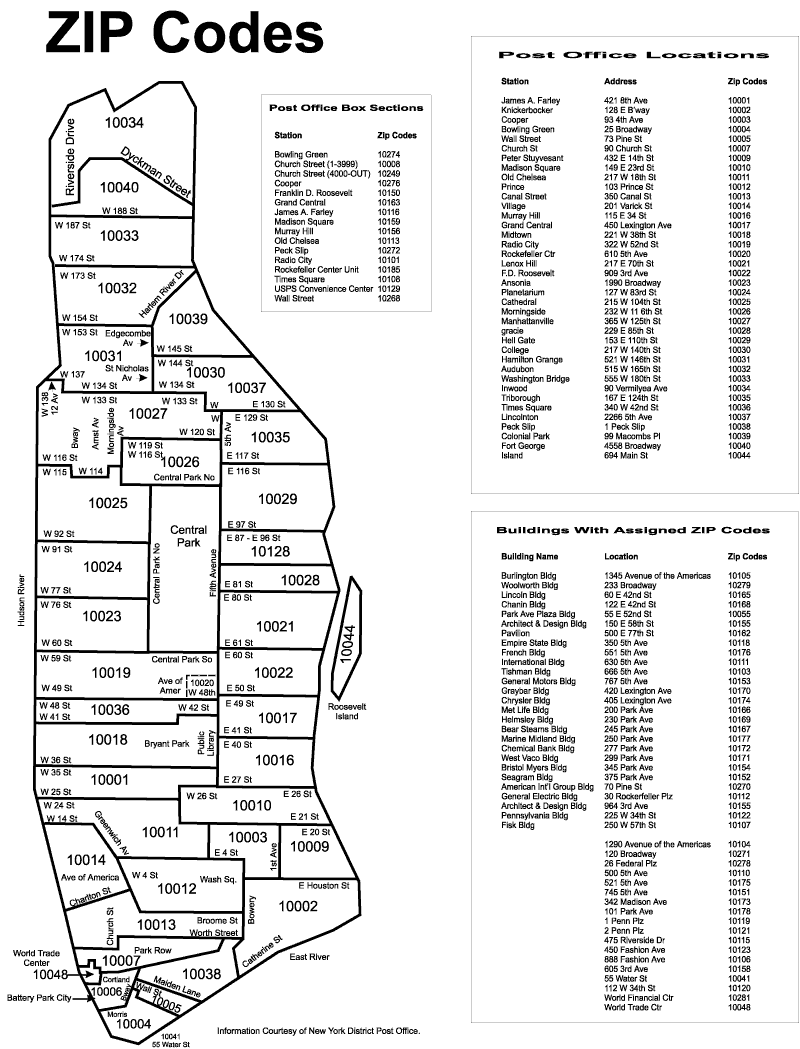 ZIP Codes
Post Office Box Sections
Station Zip Codes
Bowling Green 10274
Church Street (1-3999) 10008
Church Street (4000-OUT) 10249
Cooper 10276
Franklin D. Roosevelt 10150
Grand Central 10163
James A. Farley 10116
Madison Square 10159
Murray Hill 10156
Old Chelsea 10113
Peck Slip 10272
Radio City 10101
Rockefeller Center Unit 10185
Times Square 10108
USPS Convenience Center 10129
Wall Street 10268
Post Office Locations
Station Address Zip Codes
James A. Farley 421 8th Ave 10001
Knickerbocker 128 E B'way 10002
Cooper 93 4th Ave 10003
Bowling Green 25 Broadway 10004
Wall Street 73 Pine St 10005
Church St 90 Church St 10007
Peter Stuyvesant 432 E 14th St 10009
Madison Square 149 E 23rd St 10010
Old Chelsea 217 W 18th St 10011
Prince 103 Prince St 10012
Canal Street 350 Canal St 10013
Village 201 Varick St 10014
Murray Hill 115 E 34 St 10016
Grand Central 450 Lexington Ave 10017
Midtown 221 W 38th St 10018
Radio City 322 W 52nd St 10019
Rockefeller Ctr 610 5th Ave 10020
Lenox Hill 217 E 70th St 10021
F.D. Roosevelt 909 3rd Ave 10022
Ansonia 1990 Broadway 10023
Planetarium 127 W 83rd St 10024
Cathedral 215 W 104th St 10025
Morningside 232 W 11 6th St 10026
Manhattanville 365 W 125th St 10027
gracie 229 E 85th St 10028
Hell Gate 153 E 110th St 10029
College 217 W 140th St 10030
Hamilton Grange 521 W 146th St 10031
Audubon 515 W 165th St 10032
Washington Bridge 555 W 180th St 10033
Inwood 90 Vermilyea Ave 10034
Triborough 167 E 124th St 10035
Times Square 340 W 42nd St 10036
Lincolnton 2266 5th Ave 10037
Peck Slip 1 Peck Slip 10038
Colonial Park 99 Macombs Pl 10039
Fort George 4558 Broadway 10040
Island 694 Main St 10044
Buildings With Assigned ZIP Codes
Building Name Location Zip Codes
Burlington Bldg 1345 Avenue of the Americas 10105
Woolworth Bldg 233 Broadway 10279
Lincoln Bldg 60 E 42nd St 10165
Chanin Bldg 122 E 42nd St 10168
Park Ave Plaza Bldg 55 E 52nd St 10055
Architect & Design Bldg 150 E 58th St 10155
Pavilion 500 E 77th St 10162
Empire State Bldg 350 5th Ave 10118
French Bldg 551 5th Ave 10176
International Bldg 630 5th Ave 10111
Tishman Bldg 666 5th Ave 10103
General Motors Bldg 767 5th Ave 10153
Graybar Bldg 420 Lexington Ave 10170
Chrysler Bldg 405 Lexington Ave 10174
Met Life Bldg 200 Park Ave 10166
Helmsley Bldg 230 Park Ave 10169
Bear Stearns Bldg 245 Park Ave 10167
Marine Midland Bldg 250 Park Ave 10177
Chemical Bank Bldg 277 Park Ave 10172
West Vaco Bldg 299 Park Ave 10171
Bristol Myers Bldg 345 Park Ave 10154
Seagram Bldg 375 Park Ave 10152
American Int'l Group Bldg 70 Pine St 10270
General Electric Bldg 30 Rockerfeller Plz 10112
Architect & Design Bldg 964 3rd Ave 10155
Pennsylvania Bldg 225 W 34th St 10122
Fisk Bldg 250 W 57th St 10107
1290 Avenue of the Americas 10104
120 Broadway 10271
26 Federal Plz 10278
500 5th Ave 10110
521 5th Ave 10175
745 5th Ave 10151
342 Madison Ave 10173
101 Park Ave 10178
1 Penn Plz 10119
2 Penn Plz 10121
475 Riverside Dr 10115
450 Fashion Ave 10123
888 Fashion Ave 10106
605 3rd Ave 10158
55 Water St 10041
112 W 34th St 10120
World Financial Ctr 10281
World Trade Ctr 10048
10034
Riverside Drive
Dyckman Street
10040
W 188 St
W 187 St
10033
W 174 St
W 173 St
10032
Harlem River Dr
W 154 St
10039
W 153 St
Edgecombe
Av
10031
W 145 St
St Nicholas
Av
W 144 St
10030
W 134 St
W 137
W 134 St
10037
W 138
12 Av
W 133 St
W 133 St
W
E 130 St
10027
W
E 129 St
Bway
Amst Av
Morningside
Av
W 120 St
5th Av
10035
W 119 St
W 116 St
10026
E 117 St
W 116 St
W 115
W 114
Central Park No
E 116 St
10029
10025
W 92 St
Central
Park
E 97 St
E 87 - E 96 St
10128
W 91 St
10024
Central Park No
Fifth Avenue
10028
W 77 St
E 81 St
W 76 St
E 80 St
10023
10021
10044
Hudson River
W 60 St
E 61 St
W 59 St
Central Park So
E 60 St
10019
Ave of
Amer
10020
W 48th
10022
W 49 St
E 50 St
Roosevelt
Island
W 48 St
10036
W 42 St
E 49 St
W 41 St
10017
10018
Bryant Park
Public
Library
E 41 St
E 40 St
W 36 St
10016
W 35 St
10001
E 27 St
W 25 St
W 26 St
E 26 St
W 24 St
10010
W 14 St
Greenwich Av
E 21 St
10011
10003
E 20 St
10009
1st Ave
E 4 St
10014
Ave of America
W 4 St
Wash Sq.
10012
E Houston St
Charlton St
Bowery
10002
Church St
10013
Broome St
Worth Street
Park Row
Catherine St
East River
World Trade
Center
10048
10007
Cortland
10038
Battery Park City
10006
Bway
Maiden Lane
Wall St
10005
Morris
10004
10041
55 Water St
Information Courtesy of New York District Post Office.